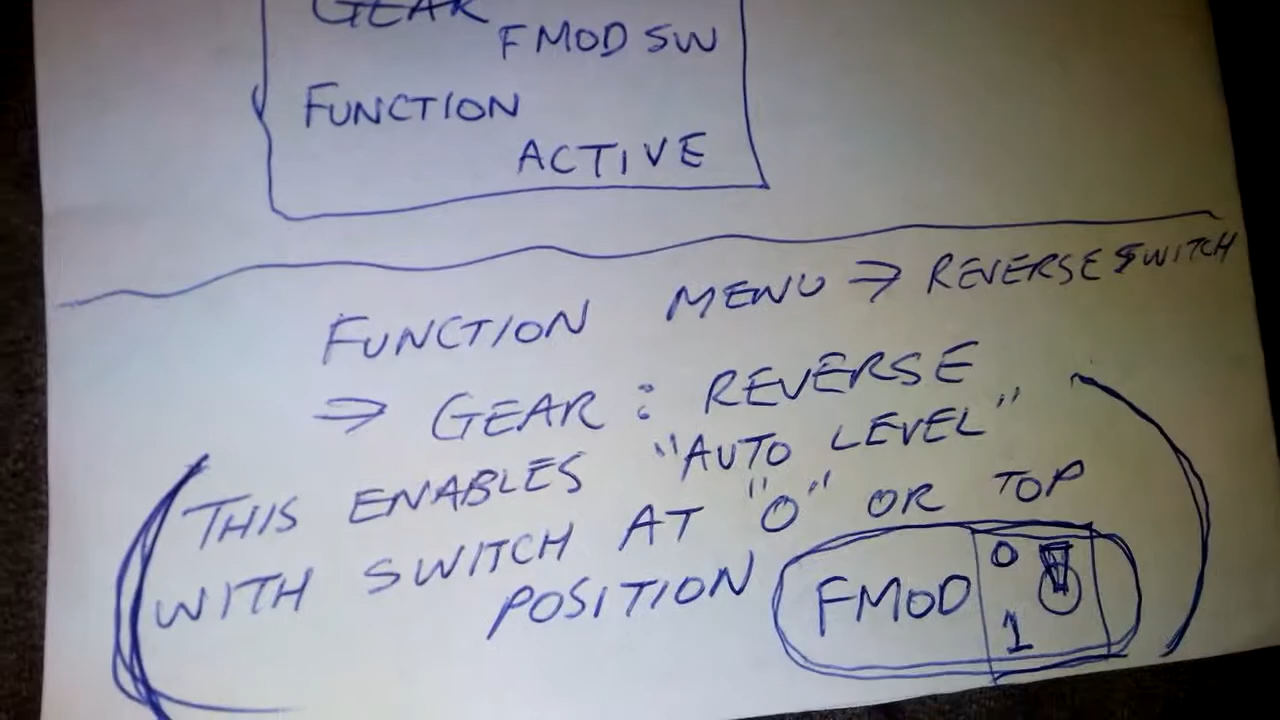 GEAR
FMOD SW
FUNCTION
ACTIVE
FUNCTION MENU ⇒ REVERSE SWITCH
⇒ GEAR : REVERSE
THIS ENABLES "AUTO LEVEL"
WITH SWITCH AT "0" OR TOP
POSITION
FMOD 0
1